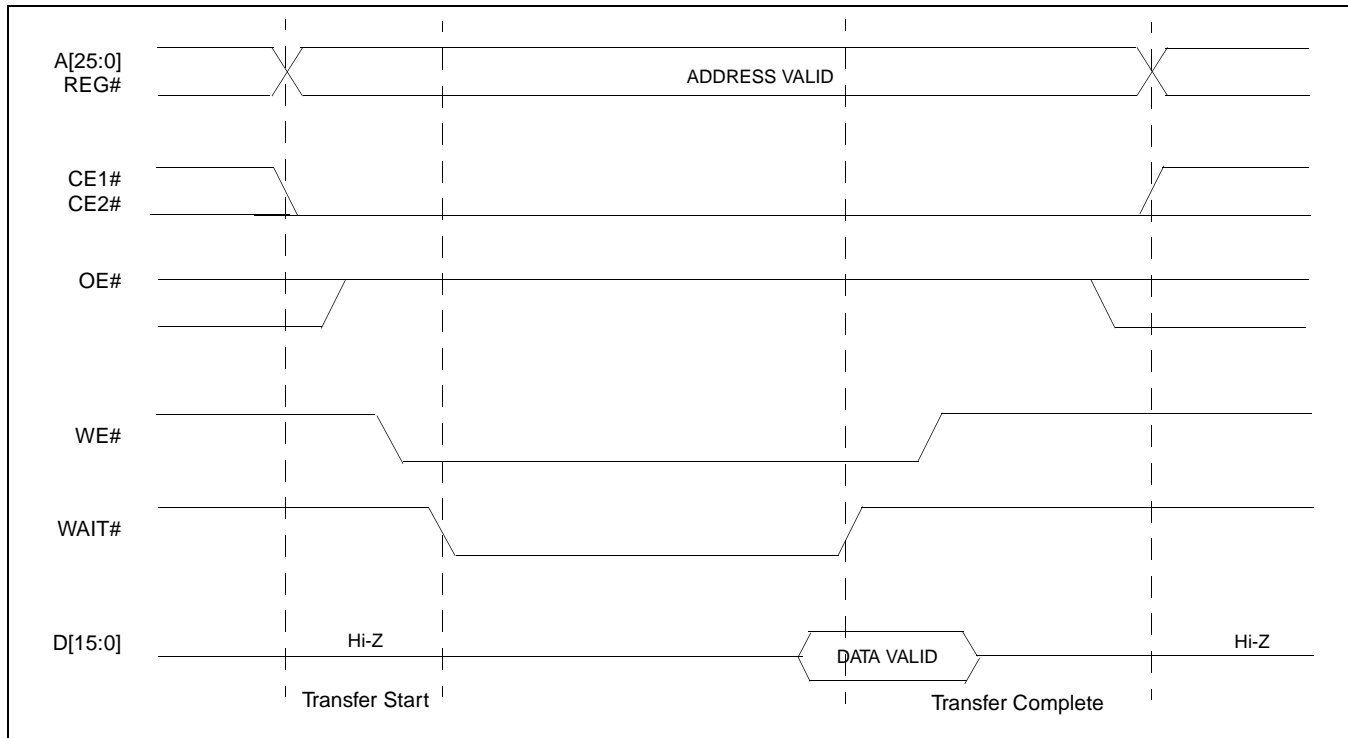 A[25:0]
REG#
ADDRESS VALID
CE1#
CE2#
OE#
WE#
WAIT#
D[15:0]
Hi-Z
DATA VALID
Hi-Z
Transfer Start
Transfer Complete